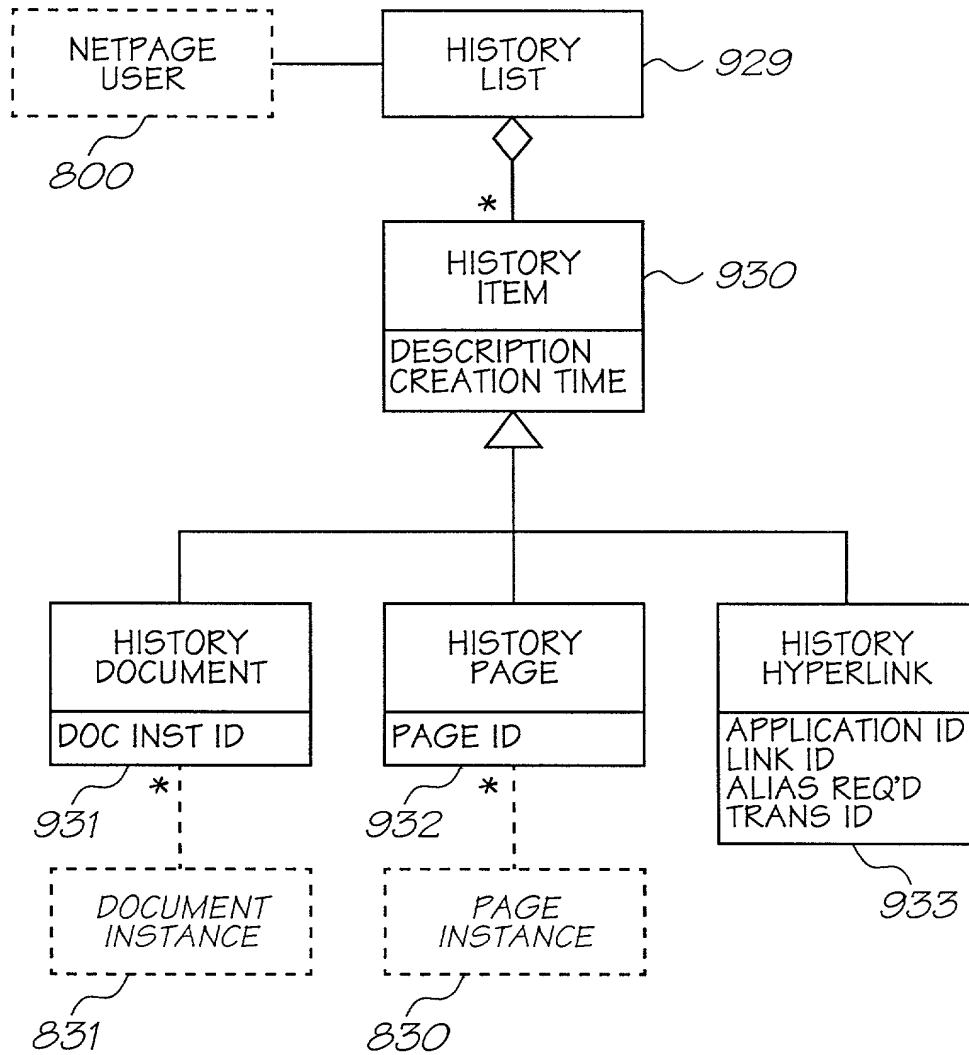 NETPAGE
USER
800
HISTORY
LIST
929
*
HISTORY
ITEM
930
DESCRIPTION
CREATION TIME
HISTORY
DOCUMENT
DOC INST ID
931
*
HISTORY
PAGE
PAGE ID
932
*
HISTORY
HYPERLINK
APPLICATION ID
LINK ID
ALIAS REQ'D
TRANS ID
933
DOCUMENT
INSTANCE
831
PAGE
INSTANCE
830